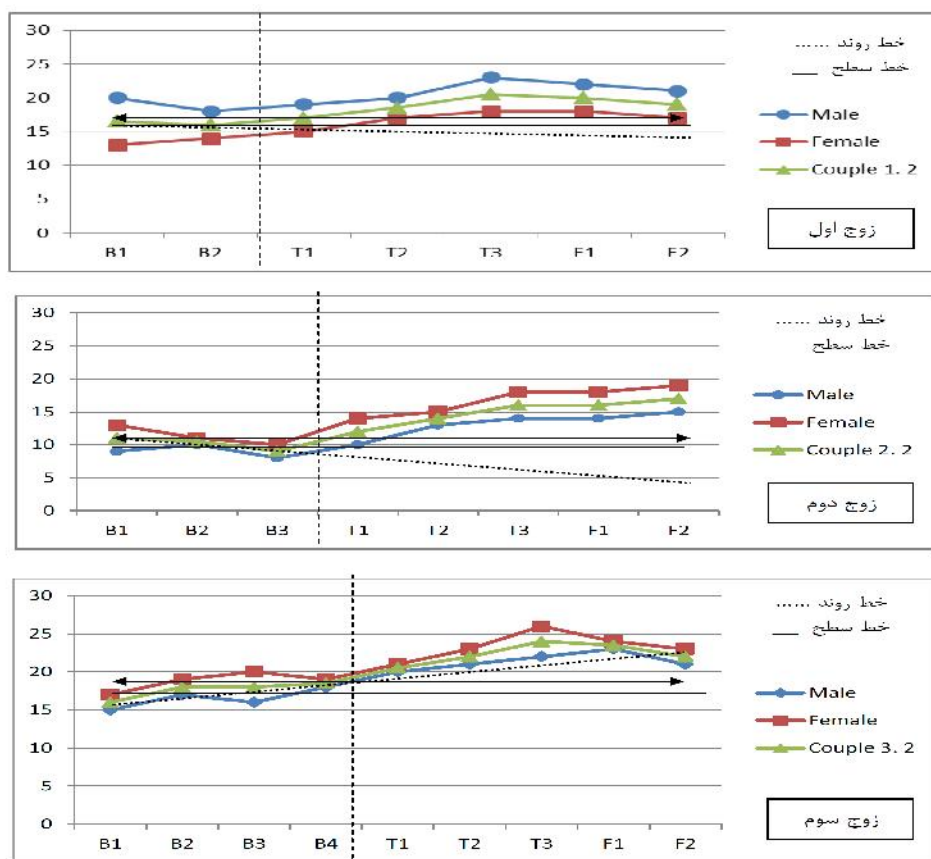 30
25
20
15
10
5
0
B1 B2 T1 T2 T3 F1 F2
خط روند
خط سطح
Male
Female
Couple 1. 2
زوج اول
30
25
20
15
10
5
0
B1 B2 B3 T1 T2 T3 F1 F2
خط روند
خط سطح
Male
Female
Couple 2. 2
زوج دوم
30
25
20
15
10
5
0
B1 B2 B3 B4 T1 T2 T3 F1 F2
خط روند
خط سطح
Male
Female
Couple 3. 2
زوج سوم